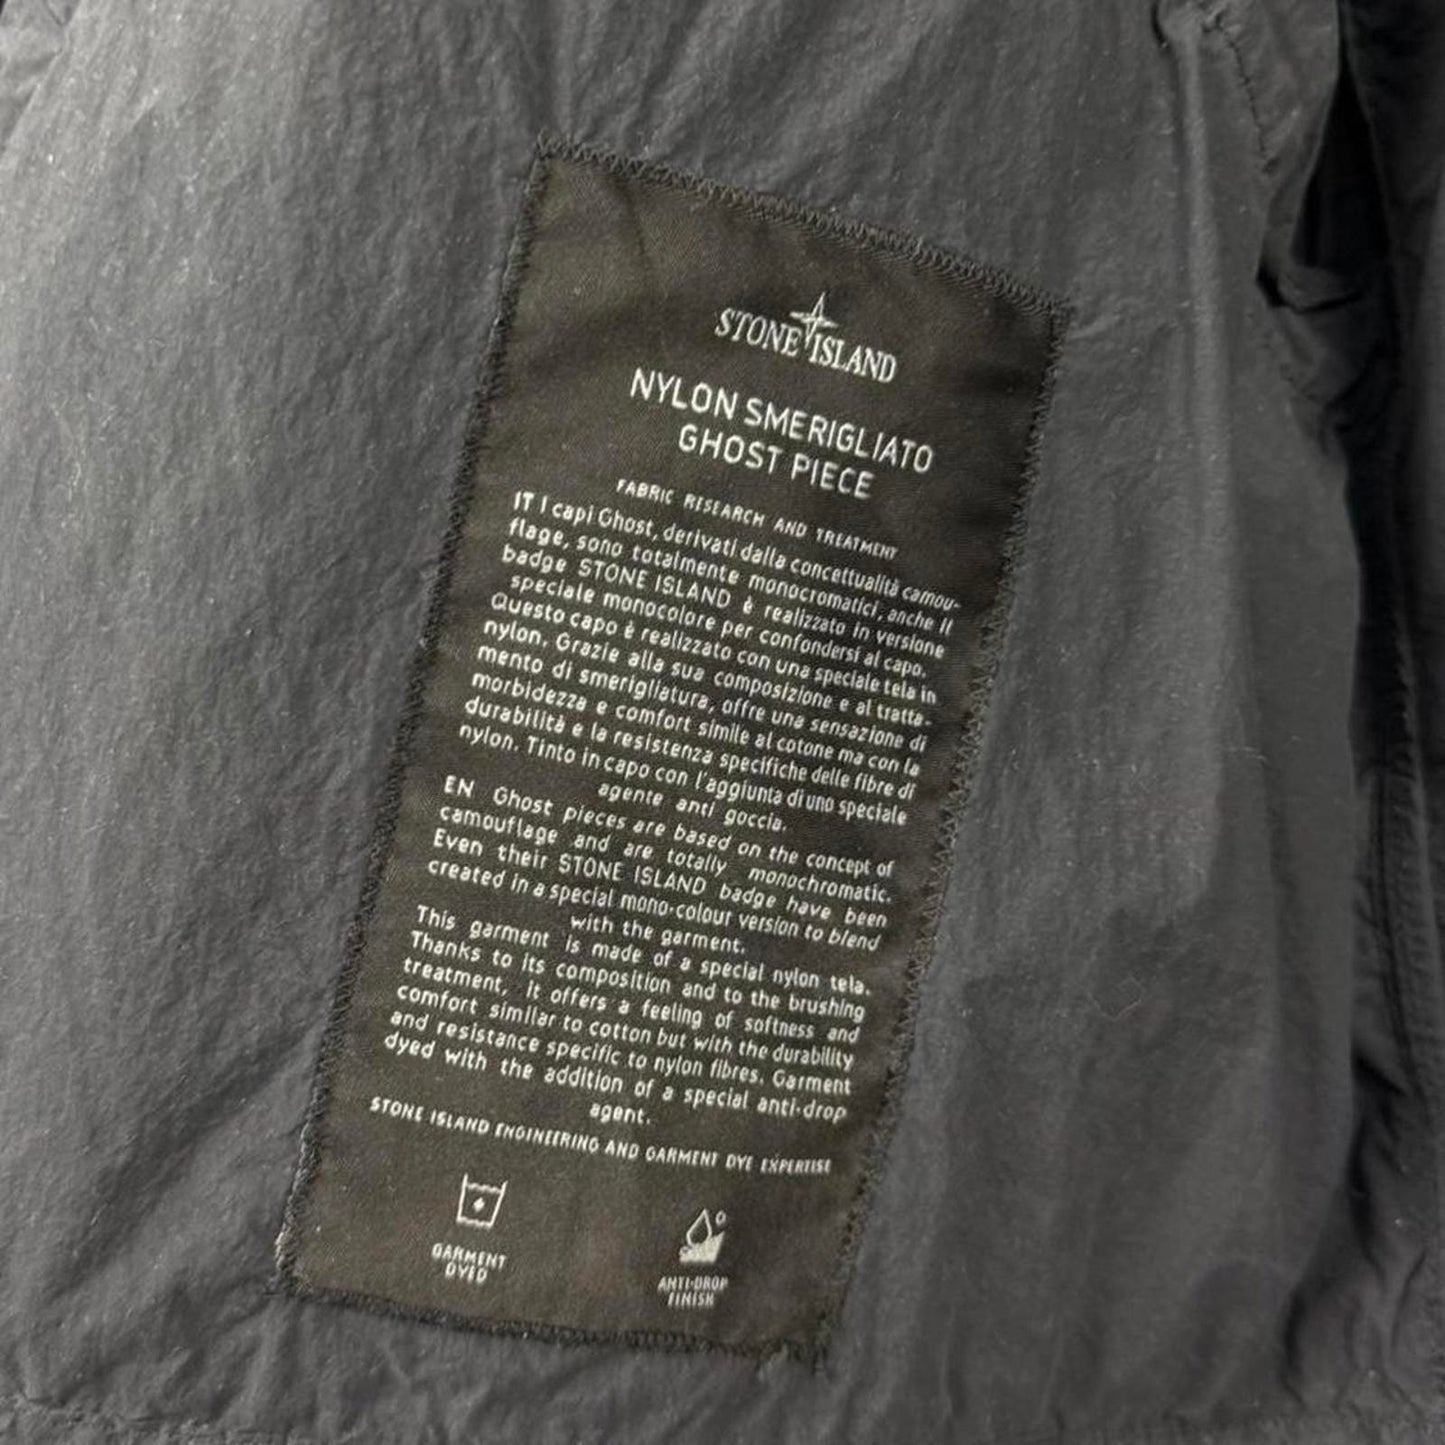 STONE ISLAND
NYLON SMERIGLIATO
GHOST PIECE
FABRIC RESEARCH AND TREATMENT
IT I capi Ghost, derivati dalla concettualità camou-
flage, sono totalmente monocromatici, anche il
badge STONE ISLAND è realizzato in versione
speciale monocolore per confondersi al capo.
Questo capo è realizzato con una speciale tela in
nylon. Grazie alla sua composizione e al tratta-
mento di smerigliatura, offre una sensazione di
morbidezza e comfort simile al cotone ma con la
durabilità e la resistenza specifiche delle fibre di
nylon. Tinto in capo con l'aggiunta di uno speciale
agente anti goccia.
EN Ghost pieces are based on the concept of
camouflage and are totally monochromatic.
Even their STONE ISLAND badge have been
created in a special mono-colour version to blend
with the garment.
This garment is made of a special nylon tela.
Thanks to its composition and to the brushing
treatment, it offers a feeling of softness and
comfort similar to cotton but with the durability
and resistance specific to nylon fibres. Garment
dyed with the addition of a special anti-drop
agent.
STONE ISLAND ENGINEERING AND GARMENT DYE EXPERTISE
GARMENT
DYED
ANTI-DROP
FINISH